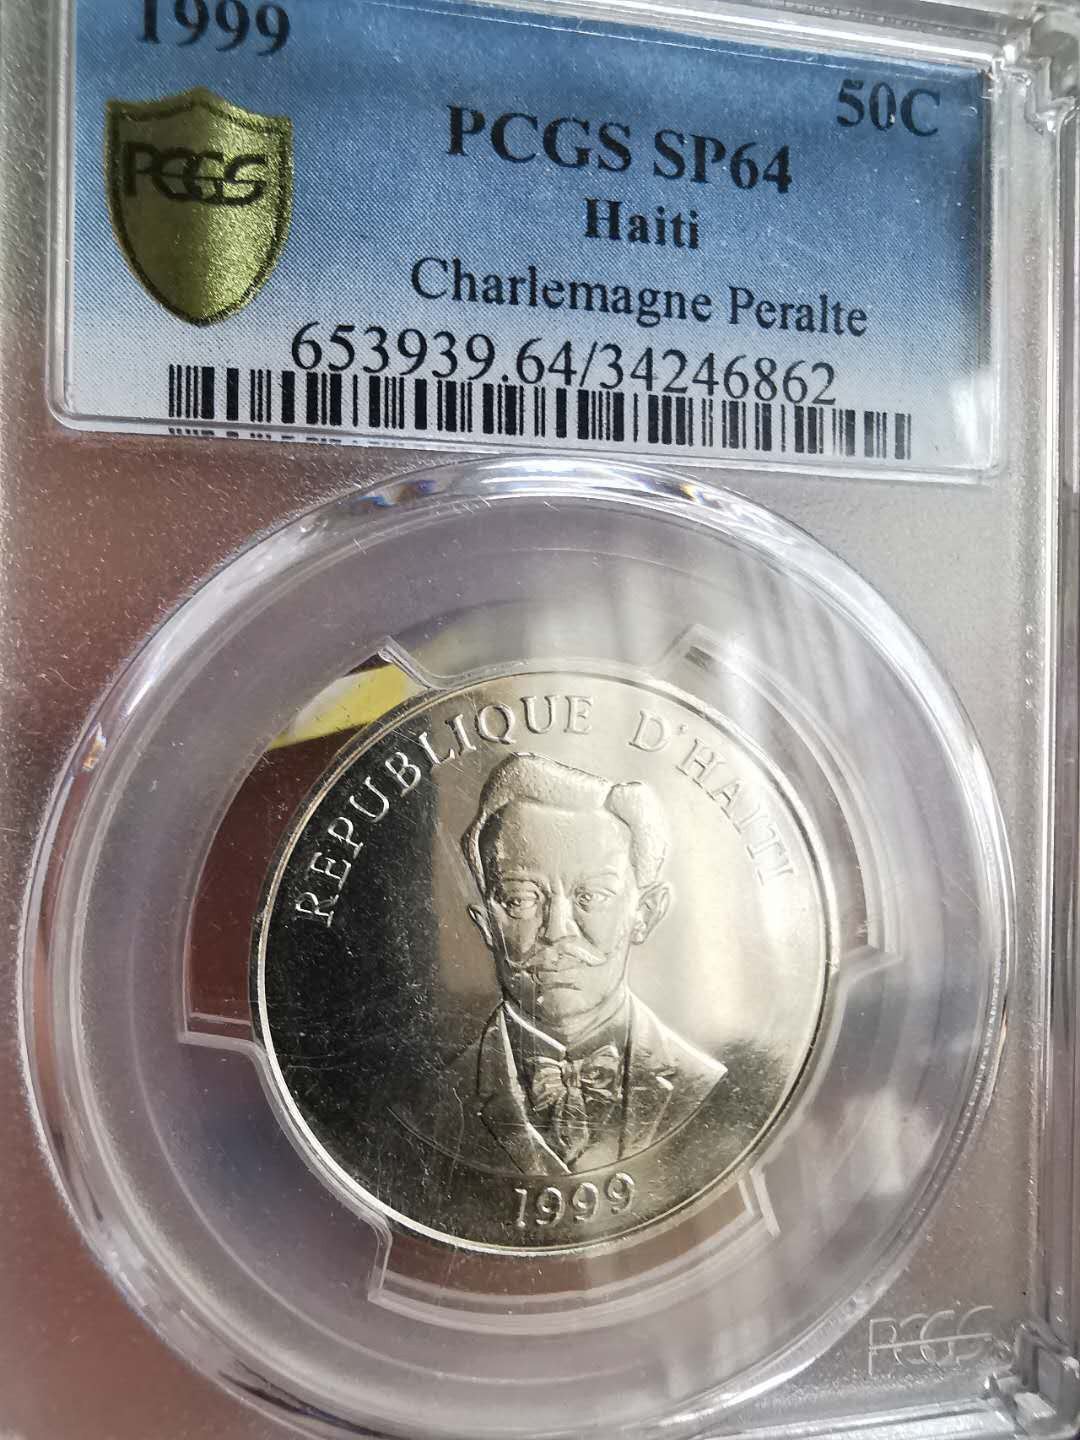 1999
50C
PCGS
PCGS SP64
Haiti
Charlemagne Peralte
653939.64/34246862
REPUBLIQUE D'HAITI
1999
PCGS